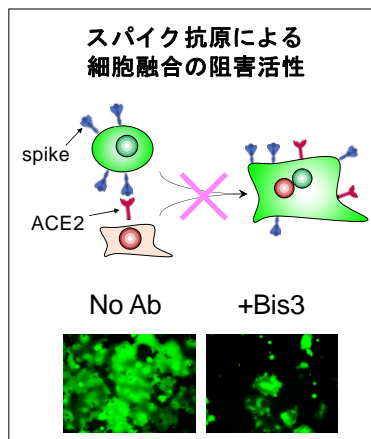 スパイク抗原による
細胞融合の阻害活性
spike
ACE2
No Ab
+Bis3